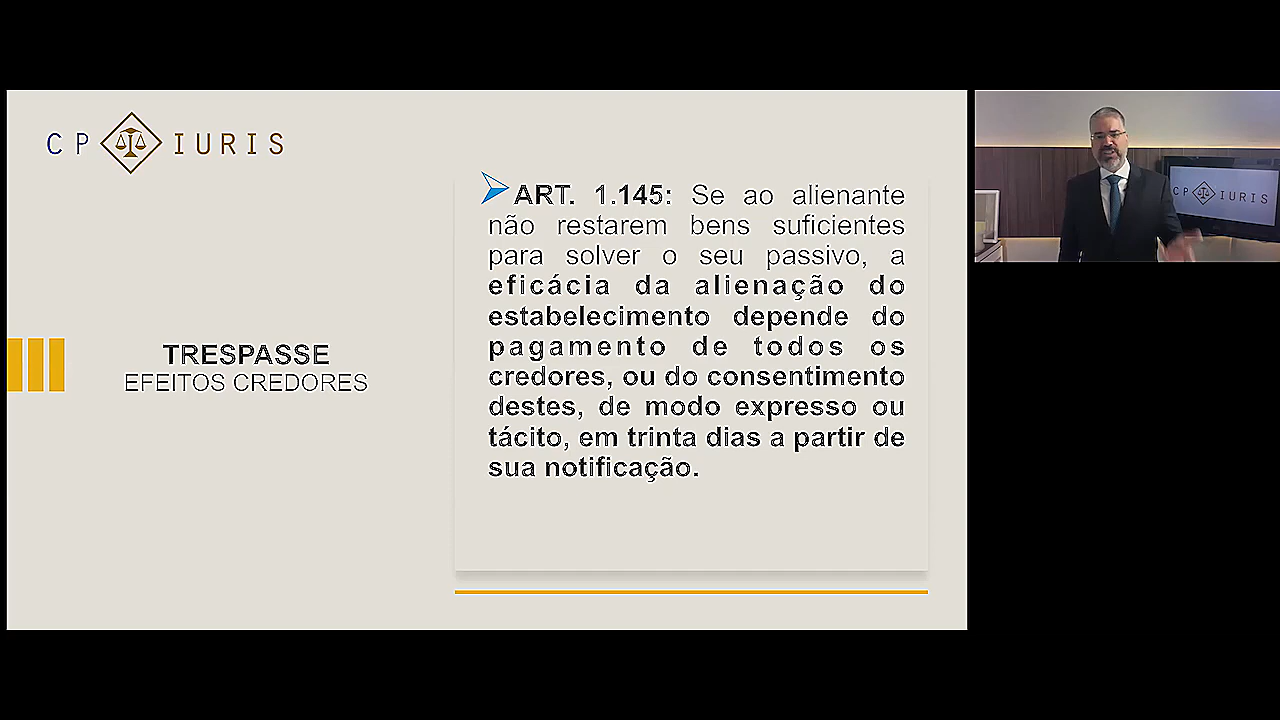 CP IURIS
TRESPASSE
EFEITOS CREDORES
ART. 1.145: Se ao alienante
não restarem bens suficientes
para solver o seu passivo, a
eficácia da alienação do
estabelecimento depende do
pagamento de todos os
credores, ou do consentimento
destes, de modo expresso ou
tácito, em trinta dias a partir de
sua notificação.
CP IURIS